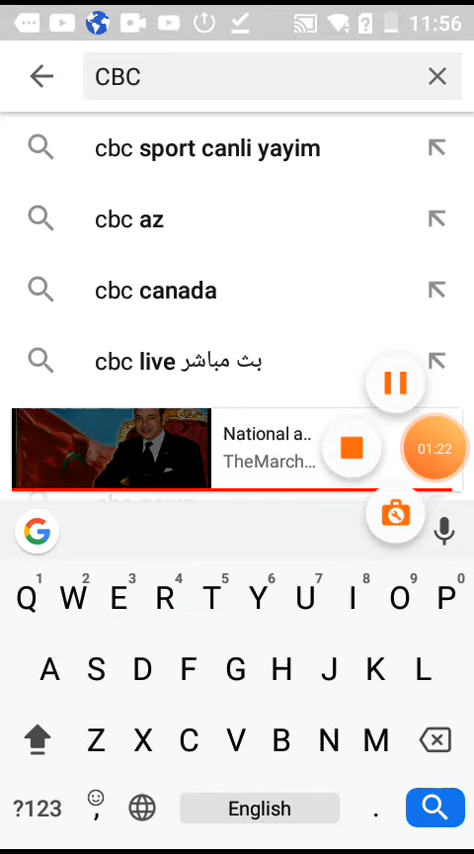 11:56
CBC
cbc sport canli yayim
cbc az
cbc canada
cbc live بث مباشر
National a..
TheMarch...
01:22
1 2 3 4 5 6 7 8 9 0
Q W E R T Y U I O P
A S D F G H J K L
Z X C V B N M
?123 , English .